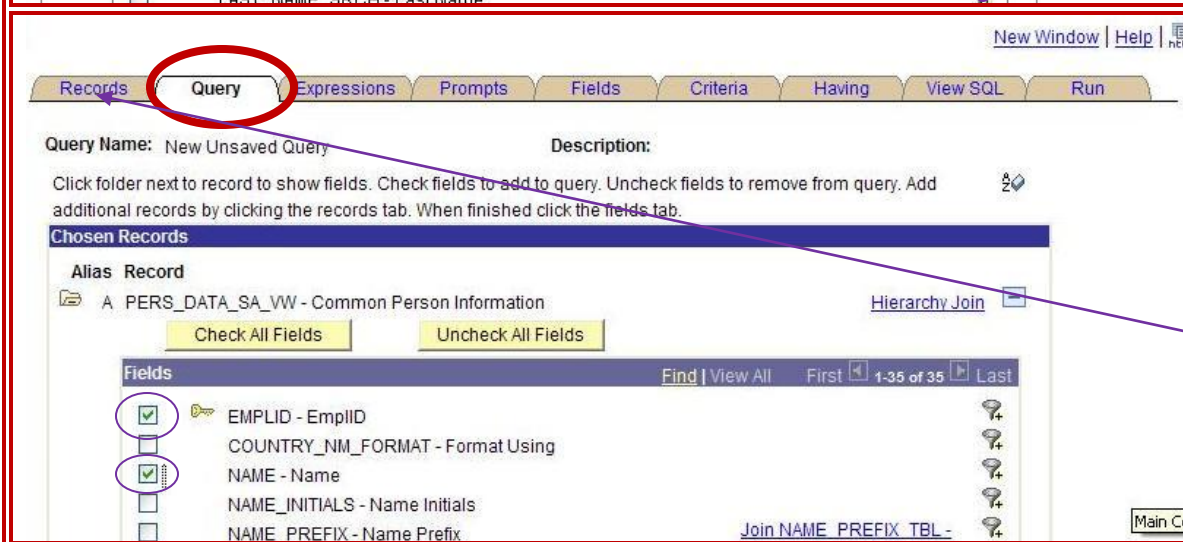 New Window | Help |
Records Query Expressions Prompts Fields Criteria Having View SQL Run
Query Name: New Unsaved Query Description:
Click folder next to record to show fields. Check fields to add to query. Uncheck fields to remove from query. Add
additional records by clicking the records tab. When finished click the fields tab.
Chosen Records
Alias Record
A PERS_DATA_SA_VW - Common Person Information Hierarchy Join
Check All Fields Uncheck All Fields
Fields Find | View All First 1-35 of 35 Last
EMPLID - EmplID
COUNTRY_NM_FORMAT - Format Using
NAME - Name
NAME_INITIALS - Name Initials
NAME_PREFIX - Name Prefix Join NAME_PREFIX_TBL -
Main